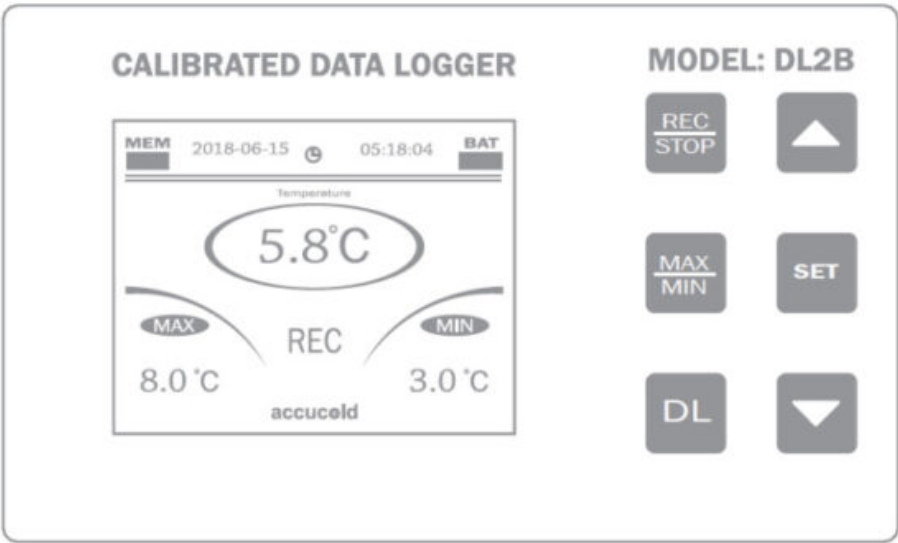 CALIBRATED DATA LOGGER
MODEL: DL2B
MEM 2018-06-15 05:18:04 BAT
Temperature
5.8°C
MAX REC MIN
8.0 °C 3.0 °C
accucold
REC
STOP
MAX
MIN
SET
DL